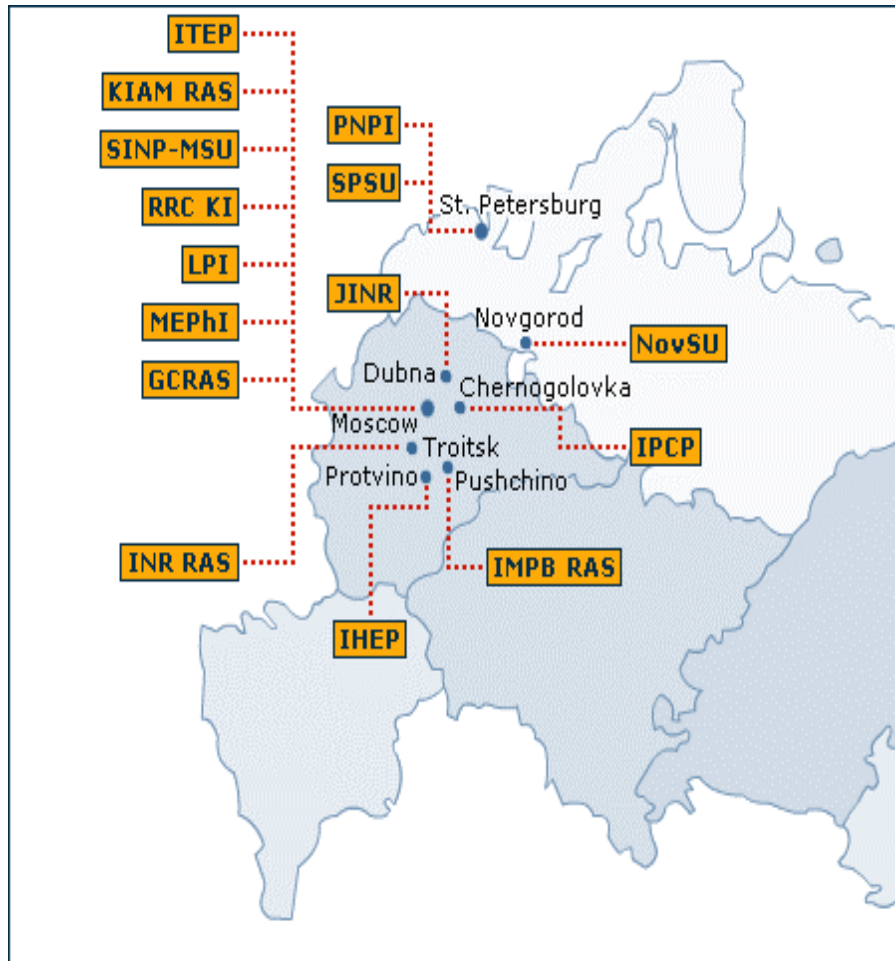 ITEP
KIAM RAS
SINP-MSU
RRC KI
LPI
MEPhI
GCRAS
PNPI
SPSU
St. Petersburg
JINR
Novgorod
NovSU
Dubna
Chernogolovka
Moscow
IPCP
Troitsk
Protvino
Pushchino
INR RAS
IMPB RAS
IHEP